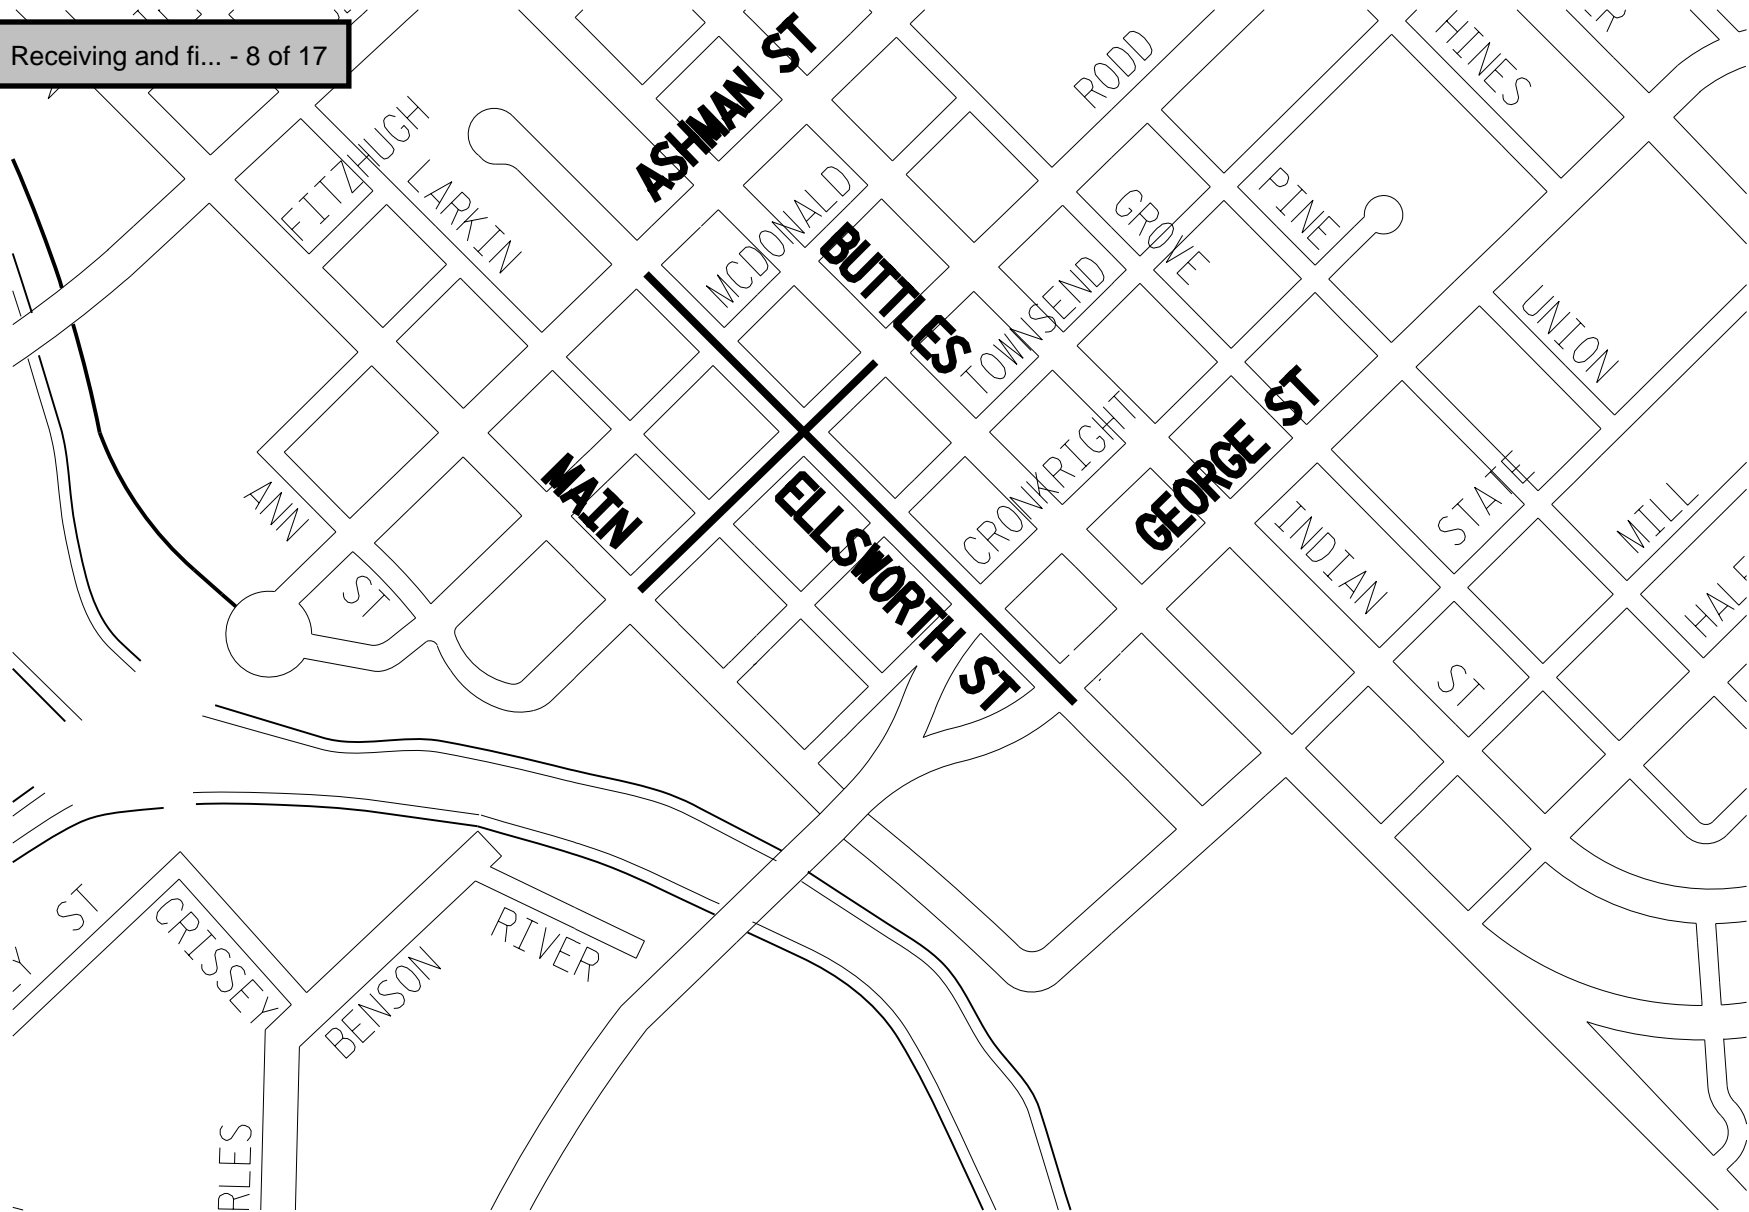 Receiving and fi... - 8 of 17
ASHMAN ST
RODD
HINES
FITZHUGH
LARKIN
MCDONALD
BUTTLES
GROVE
PINE
TOWNSEND
UNION
GEORGE ST
CRONKRIGHT
MAIN
ELLSWORTH ST
ANN
ST
INDIAN
ST
STATE
MILL
ST
CRISSEY
BENSON
RIVER